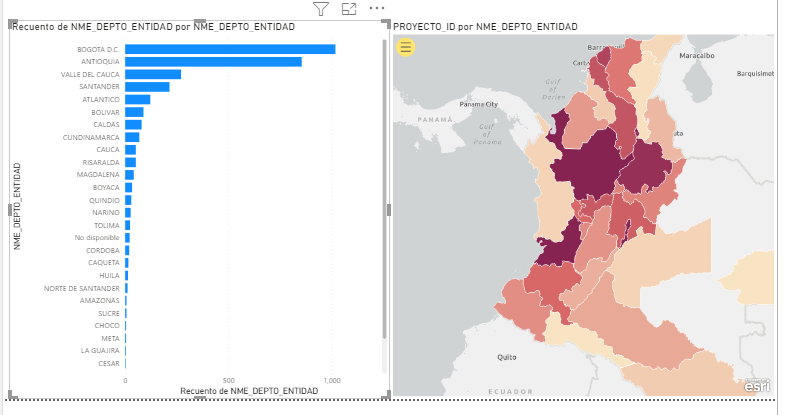 Recuento de NME_DEPTO_ENTIDAD por NME_DEPTO_ENTIDAD
NME_DEPTO_ENTIDAD
BOGOTA D.C.
ANTIOQUIA
VALLE DEL CAUCA
SANTANDER
ATLANTICO
BOLIVAR
CALDAS
CUNDINAMARCA
CAUCA
RISARALDA
MAGDALENA
BOYACA
QUINDIO
NARINO
TOLIMA
No disponible
CORDOBA
CAQUETA
HUILA
NORTE DE SANTANDER
AMAZONAS
SUCRE
CHOCO
META
LA GUAJIRA
CESAR
0 500 1,000
Recuento de NME_DEPTO_ENTIDAD
PROYECTO_ID por NME_DEPTO_ENTIDAD
Maracaibo
Barquisimet
Gulf
of
Darien
Panama City
PANAMÁ
Gulf
of
Panama
Quito
ECUADOR
esri